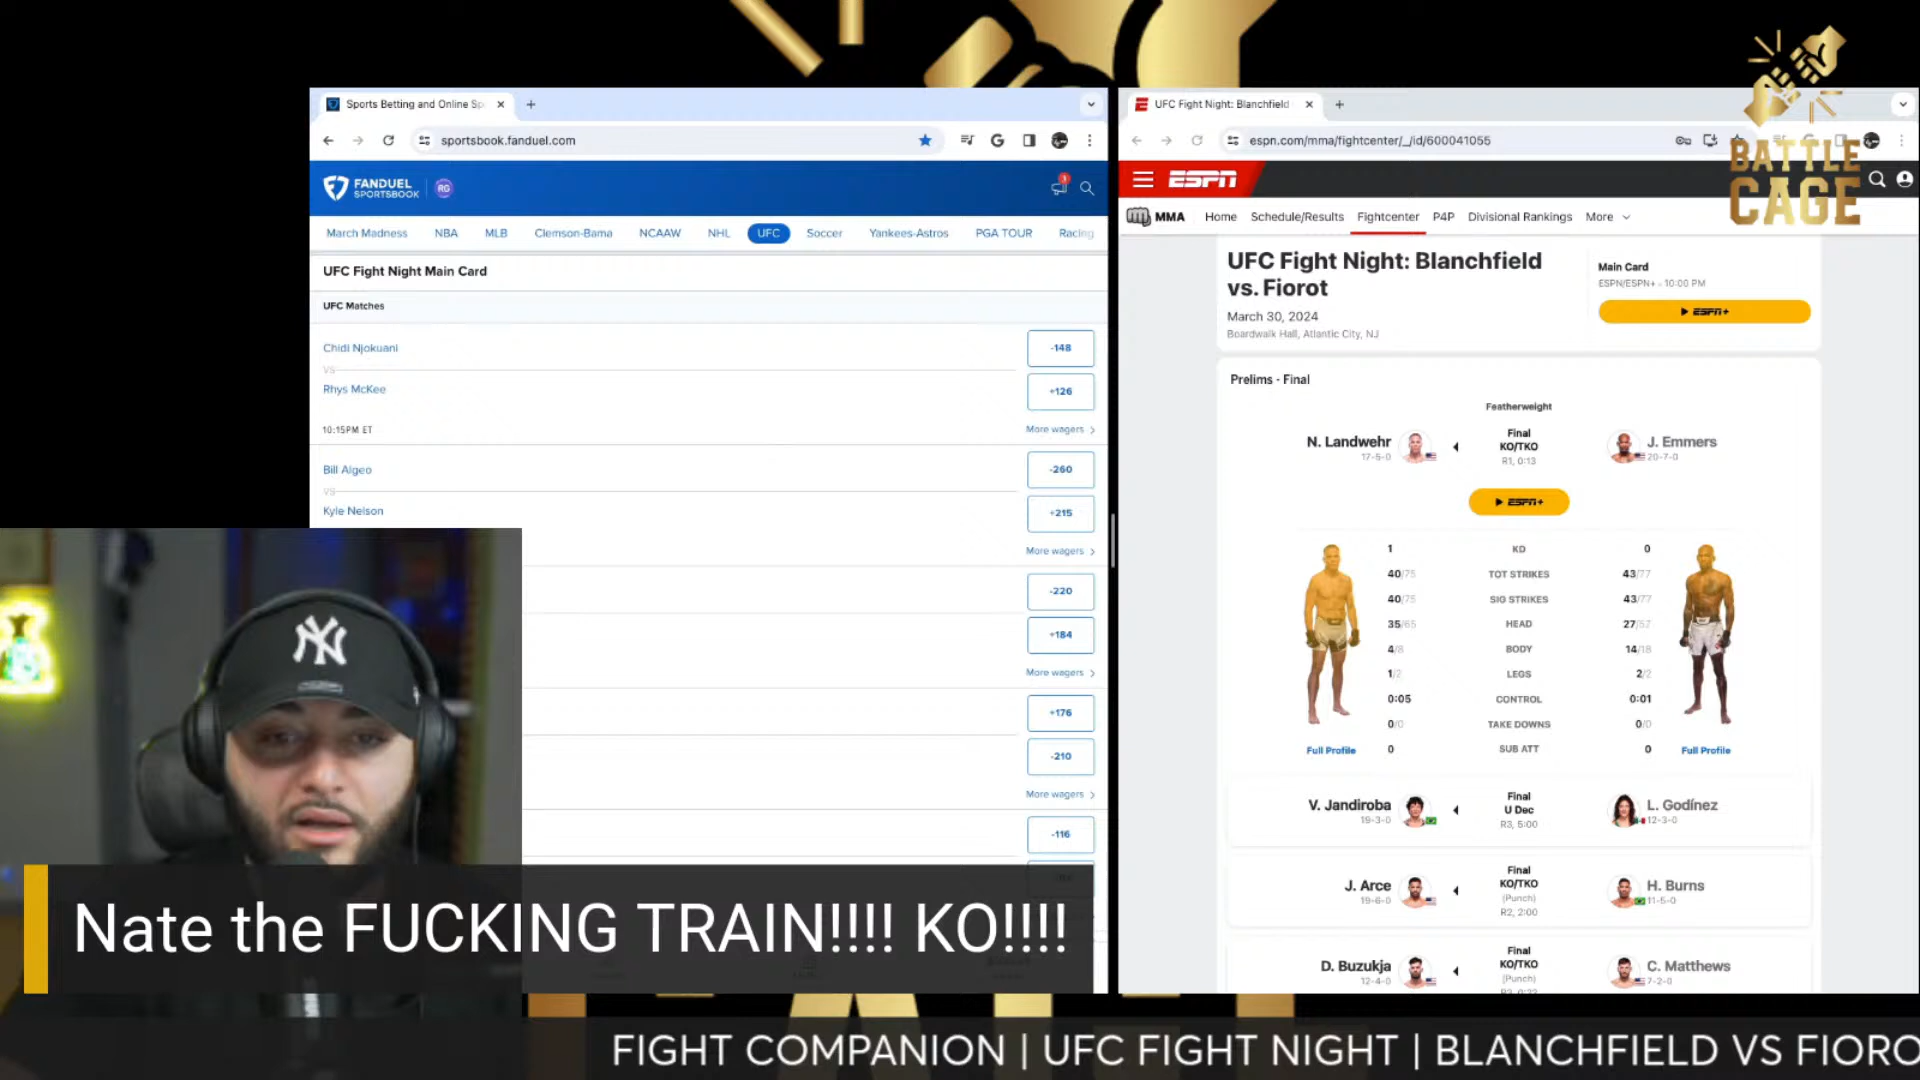 Sports Betting and Online Sp
sportsbook.fanduel.com
FANDUEL
SPORTSBOOK
RG
3
March Madness NBA MLB Clemson-Bama NCAAW NHL UFC Soccer Yankees-Astros PGA TOUR Racing
UFC Fight Night Main Card
UFC Matches
Chidi Njokuani
-148
VS
Rhys McKee
+126
10:15PM ET
More wagers
Bill Algeo
-260
VS
Kyle Nelson
+215
More wagers
-220
+184
More wagers
+176
-210
More wagers
-116
NY
Nate the FUCKING TRAIN!!!! KO!!!!
UFC Fight Night: Blanchfield
espn.com/mma/fightcenter/_/id/600041055
BATTLE
CAGE
ESPN
MMA Home Schedule/Results Fightcenter P4P Divisional Rankings More
UFC Fight Night: Blanchfield
vs. Fiorot
March 30, 2024
Boardwalk Hall, Atlantic City, NJ
Main Card
ESPN/ESPN+ - 10:00 PM
ESPN+
Prelims - Final
Featherweight
N. Landwehr
17-5-0
Final
KO/TKO
R1, 0:13
J. Emmers
20-7-0
ESPN+
1 KD 0
40/75 TOT STRIKES 43/77
40/75 SIG STRIKES 43/77
35/65 HEAD 27/57
4/8 BODY 14/18
1/2 LEGS 2/2
0:05 CONTROL 0:01
0/0 TAKE DOWNS 0/0
Full Profile 0 SUB ATT 0 Full Profile
V. Jandiroba
19-3-0
Final
U Dec
R3, 5:00
L. Godínez
12-3-0
J. Arce
19-6-0
Final
KO/TKO
(Punch)
R2, 2:00
H. Burns
11-5-0
D. Buzukja
12-4-0
Final
KO/TKO
(Punch)
C. Matthews
7-2-0
FIGHT COMPANION | UFC FIGHT NIGHT | BLANCHFIELD VS FIORO